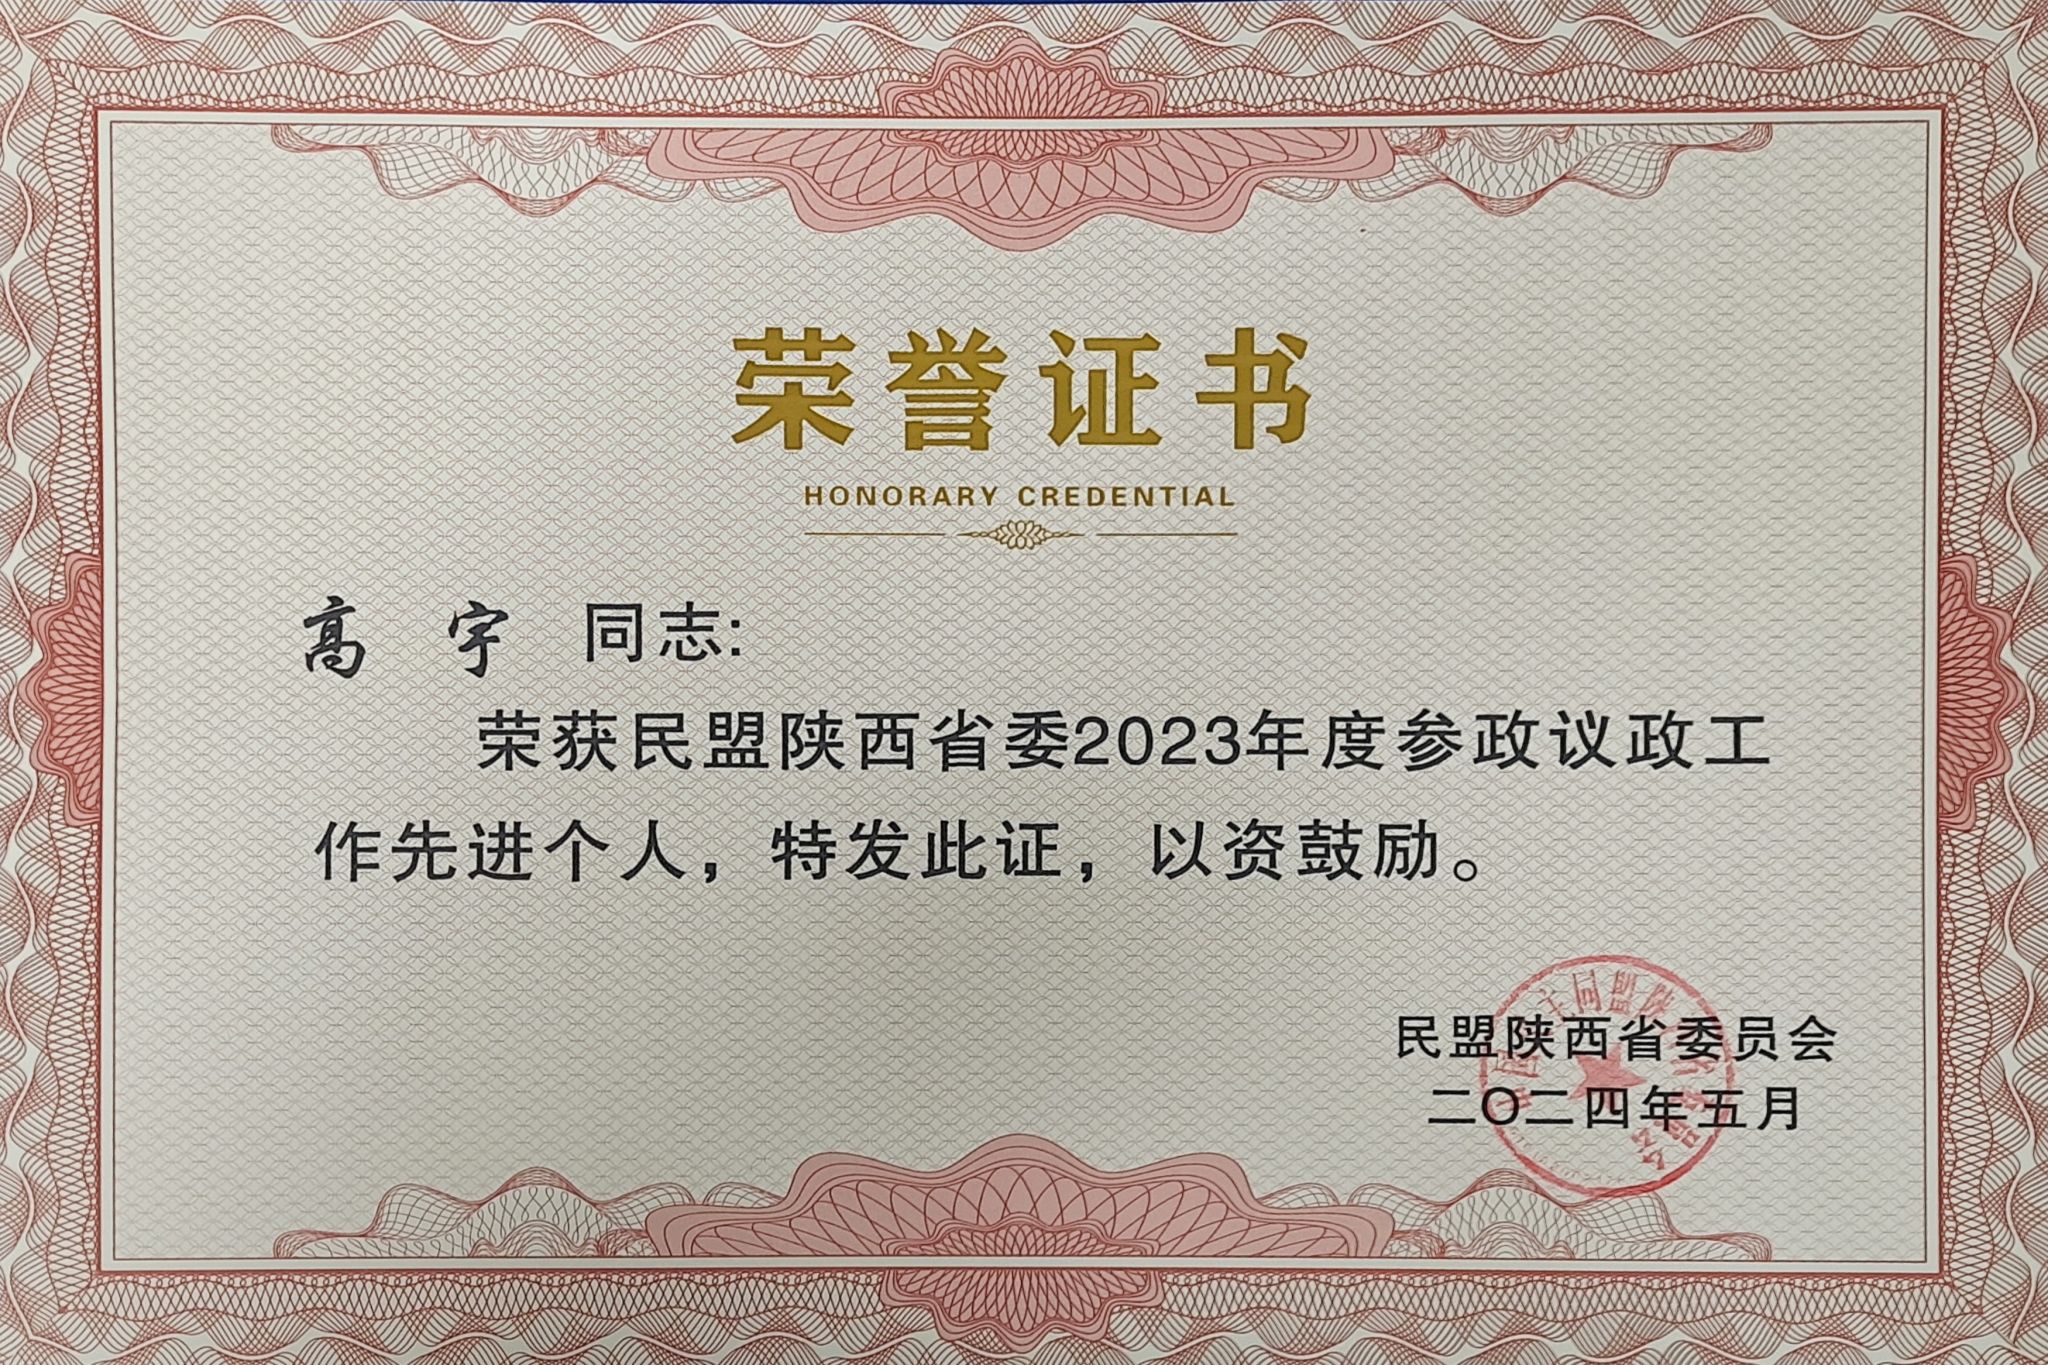 荣誉证书
HONORARY CREDENTIAL
高 宇 同志:
荣获民盟陕西省委2023年度参政议政工
作先进个人，特发此证，以资鼓励。
民盟陕西省委员会
二〇二四年五月